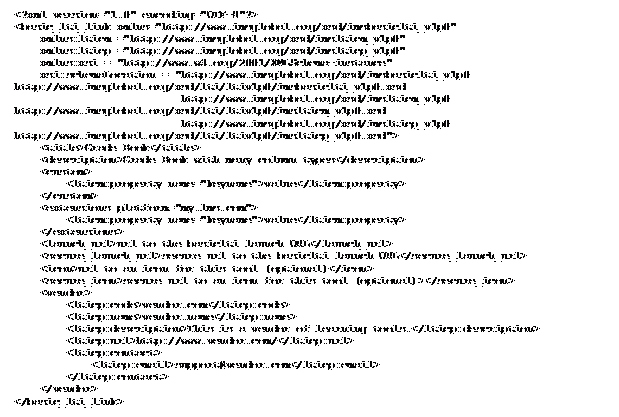 <?xml version="1.0" encoding="UTF-8"?>
<basic_lti_link xmlns="http://www.imsglobal.org/xsd/imsbasiclti_v1p0"
xmlns:lticm ="http://www.imsglobal.org/xsd/imslticm_v1p0"
xmlns:lticp ="http://www.imsglobal.org/xsd/imslticp_v1p0"
xmlns:xsi = "http://www.w3.org/2001/XMLSchema-instance"
xsi:schemaLocation = "http://www.imsglobal.org/xsd/imsbasiclti_v1p0
http://www.imsglobal.org/xsd/lti/ltiv1p0/imsbasiclti_v1p0.xsd
http://www.imsglobal.org/xsd/imslticm_v1p0
http://www.imsglobal.org/xsd/lti/ltiv1p0/imslticm_v1p0.xsd
http://www.imsglobal.org/xsd/imslticp_v1p0
http://www.imsglobal.org/xsd/lti/ltiv1p0/imslticp_v1p0.xsd">
<title>Grade Book</title>
<description>Grade Book with many column types</description>
<custom>
<lticm:property name="keyname">value</lticm:property>
</custom>
<extensions platform="my.lms.com">
<lticm:property name="keyname">value</lticm:property>
</extensions>
<launch_url>url to the basiclti launch URL</launch_url>
<secure_launch_url>secure url to the basiclti launch URL</secure_launch_url>
<icon>url to an icon for this tool (optional)</icon>
<secure_icon>secure url to an icon for this tool (optional)></secure_icon>
<vendor>
<lticp:code>vendor.com</lticp:code>
<lticp:name>vendor.name</lticp:name>
<lticp:description>This is a vendor of learning tools.</lticp:description>
<lticp:url>http://www.vendor.com/</lticp:url>
<lticp:contact>
<lticp:email>support@vendor.com</lticp:email>
</lticp:contact>
</vendor>
</basic_lti_link>